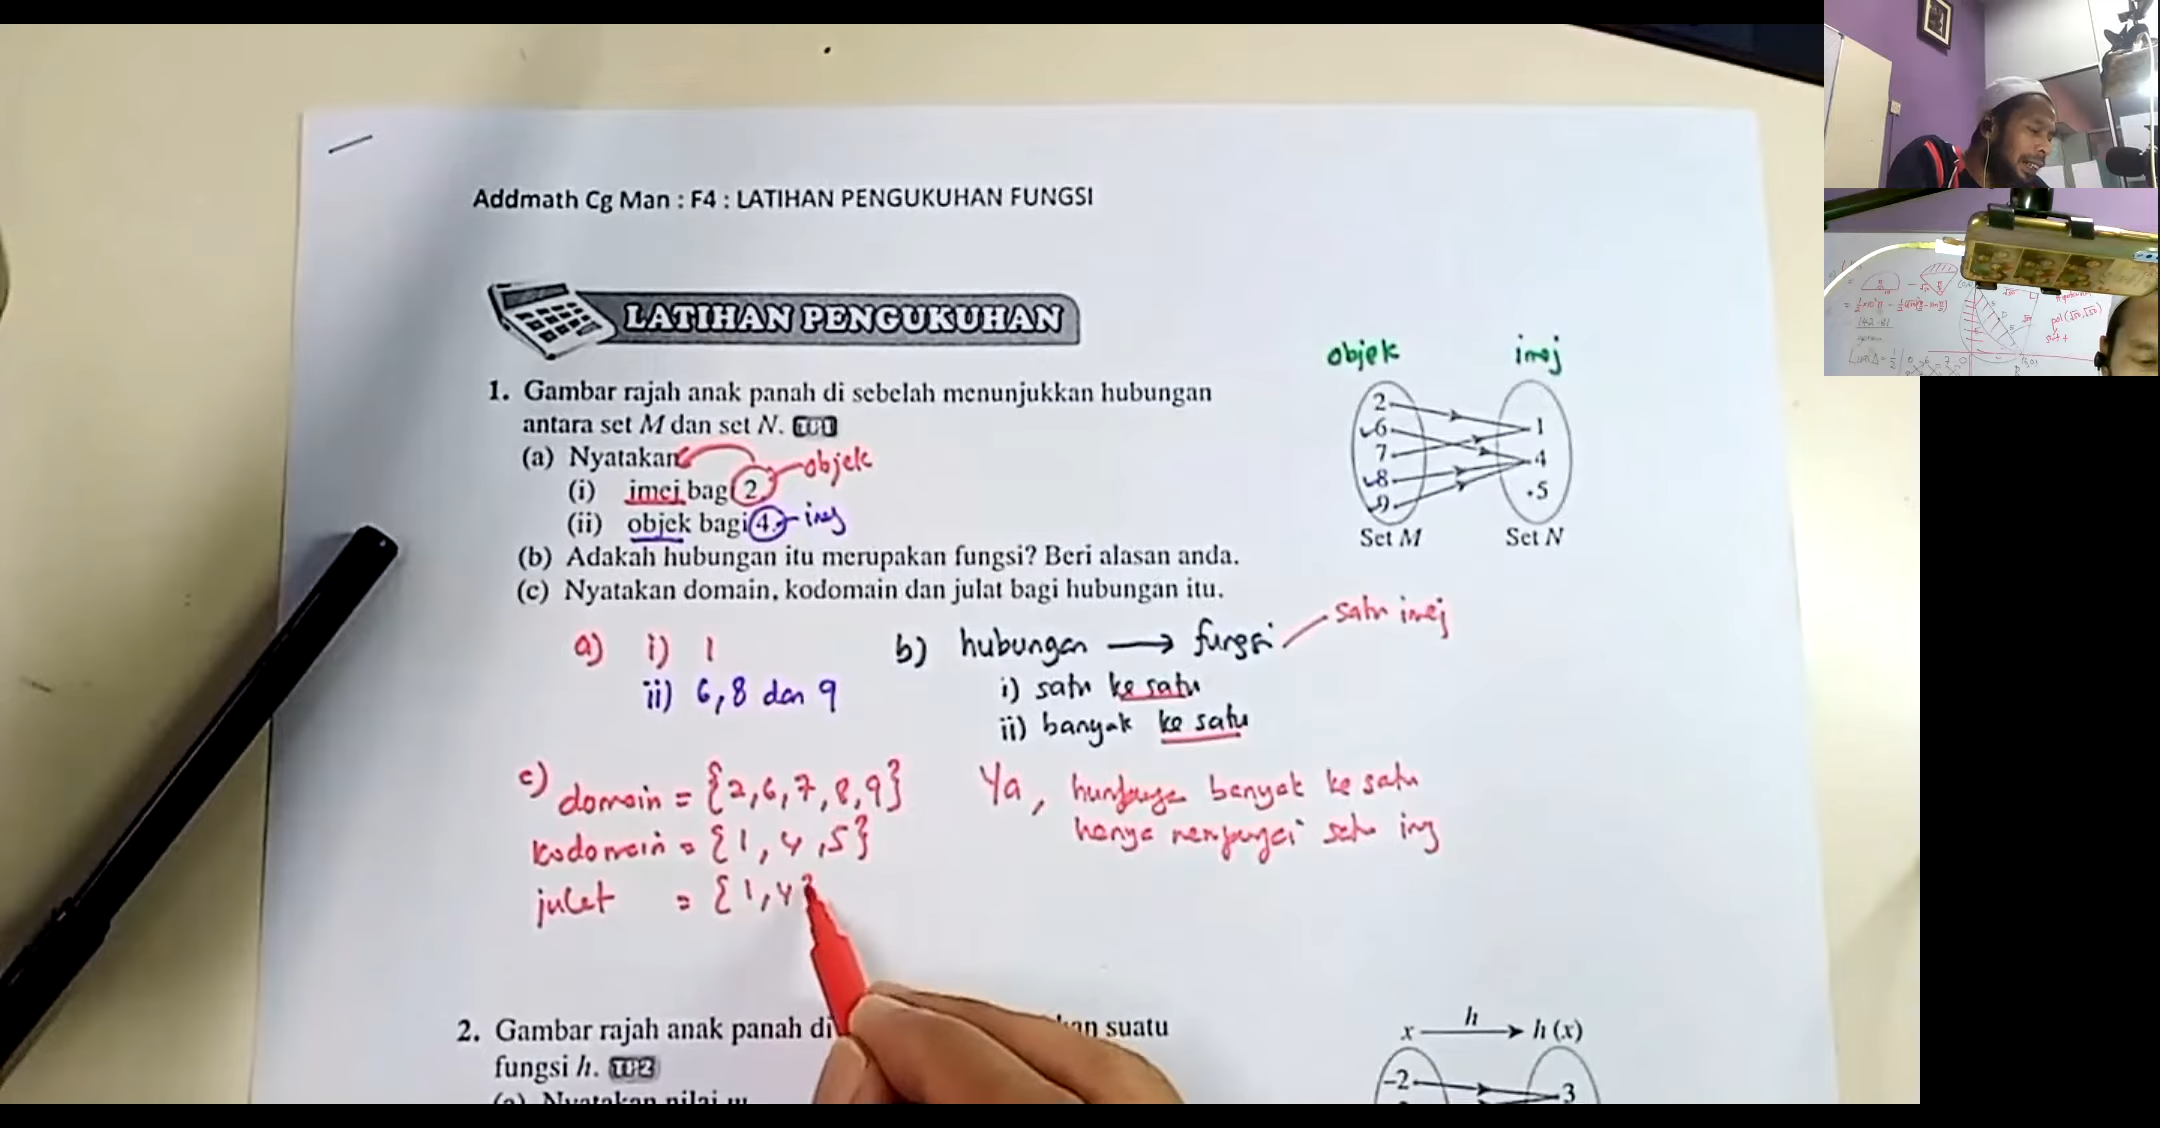 Addmath Cg Man : F4 : LATIHAN PENGUKUHAN FUNGSI
LATIHAN PENGUKUHAN
1. Gambar rajah anak panah di sebelah menunjukkan hubungan
antara set M dan set N. TP1
(a) Nyatakan
objek
(i) imej bagi 2
(ii) objek bagi 4 imej
(b) Adakah hubungan itu merupakan fungsi? Beri alasan anda.
(c) Nyatakan domain, kodomain dan julat bagi hubungan itu.
objek imej
2
6 1
7 4
8 5
9
Set M Set N
a) i) 1
ii) 6, 8 dan 9
b) hubungan → fungsi satu imej
i) satu ke satu
ii) banyak ke satu
c) domain = {2,6,7,8,9}
kodomain = {1, 4, 5}
julat = {1, 4}
Ya, banyak ke satu
hanya mempunyai satu imej
2. Gambar rajah anak panah di suatu
fungsi h. TP2
(a) Nyatakan nilai m
x h h(x)
-2 3